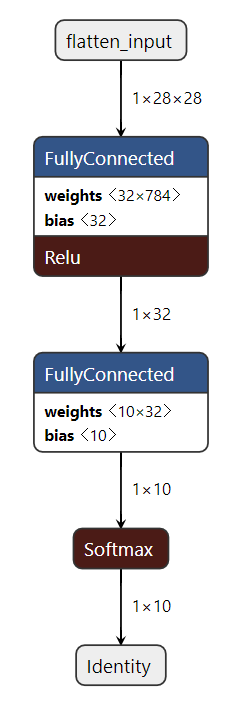 flatten_input
1×28×28
FullyConnected
weights 〈32×784〉
bias 〈32〉
Relu
1×32
FullyConnected
weights 〈10×32〉
bias 〈10〉
1×10
Softmax
1×10
Identity